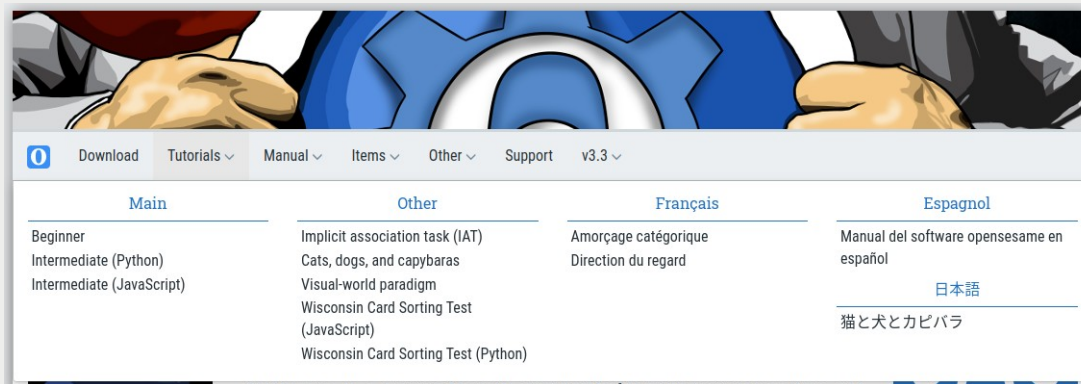 Download Tutorials Manual Items Other Support v3.3
Main
Beginner
Intermediate (Python)
Intermediate (JavaScript)
Other
Implicit association task (IAT)
Cats, dogs, and capybaras
Visual-world paradigm
Wisconsin Card Sorting Test
(JavaScript)
Wisconsin Card Sorting Test (Python)
Français
Amorçage catégorique
Direction du regard
Espagnol
Manual del software opensesame en
español
日本語
猫と犬とカピバラ